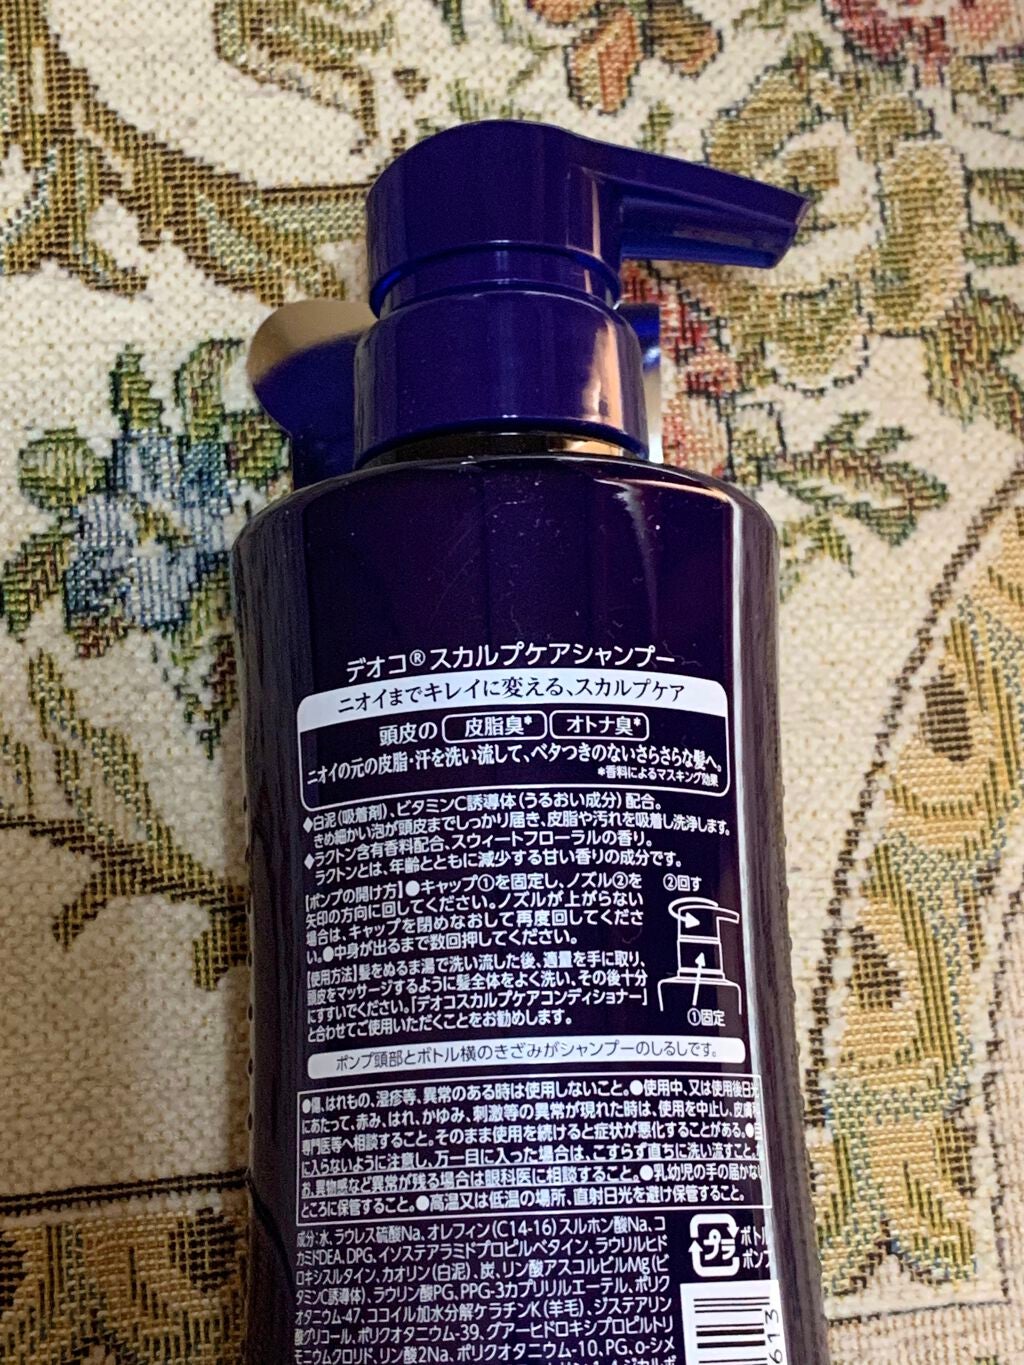 デオコ®スカルプケアシャンプー
ニオイまでキレイに変える、スカルプケア
頭皮の 皮脂臭* オトナ臭*
ニオイの元の皮脂・汗を洗い流して、ベタつきのないさらさらな髪へ。
*香料によるマスキング効果
◆白泥(吸着剤)、ビタミンC誘導体(うるおい成分)配合。
きめ細かい泡が頭皮までしっかり届き、皮脂や汚れを吸着し洗浄します。
◆ラクトン含有香料配合、スウィートフローラルの香り。
ラクトンとは、年齢とともに減少する甘い香りの成分です。
【ポンプの開け方】●キャップ①を固定し、ノズル②を
矢印の方向に回してください。ノズルが上がらない
場合は、キャップを閉めなおして再度回してくださ
い。●中身が出るまで数回押してください。
②回す
①固定
【使用方法】髪をぬるま湯で洗い流した後、適量を手に取り、
頭皮をマッサージするように髪全体をよく洗い、その後十分
にすすいでください。「デオコスカルプケアコンディショナー」
と合わせてご使用いただくことをお勧めします。
ポンプ頭部とボトル横のきざみがシャンプーのしるしです。
●傷、はれもの、湿疹等、異常のある時は使用しないこと。●使用中、又は使用後日光
にあたって、赤み、はれ、かゆみ、刺激等の異常が現れた時は、使用を中止し、皮膚科
専門医等へ相談すること。そのまま使用を続けると症状が悪化することがある。●目
に入らないように注意し、万一目に入った場合は、こすらず直ちに洗い流すこと。
お、異物感など異常が残る場合は眼科医に相談すること。●乳幼児の手の届かない
ところに保管すること。●高温又は低温の場所、直射日光を避け保管すること。
成分:水、ラウレス硫酸Na、オレフィン(C14-16)スルホン酸Na、コ
カミドDEA、DPG、イソステアラミドプロピルベタイン、ラウリルヒド
ロキシスルタイン、カオリン(白泥)、炭、リン酸アスコルビルMg(ビ
タミンC誘導体)、ラウリン酸PG、PPG-3カプリリルエーテル、ポリク
オタニウム-47、ココイル加水分解ケラチンK(羊毛)、ジステアリン
酸グリコール、ポリクオタニウム-39、グアーヒドロキシプロピルトリ
モニウムクロリド、リン酸2Na、ポリクオタニウム-10、PG、o-シメ
プラ
ボトル
ポンプ
613